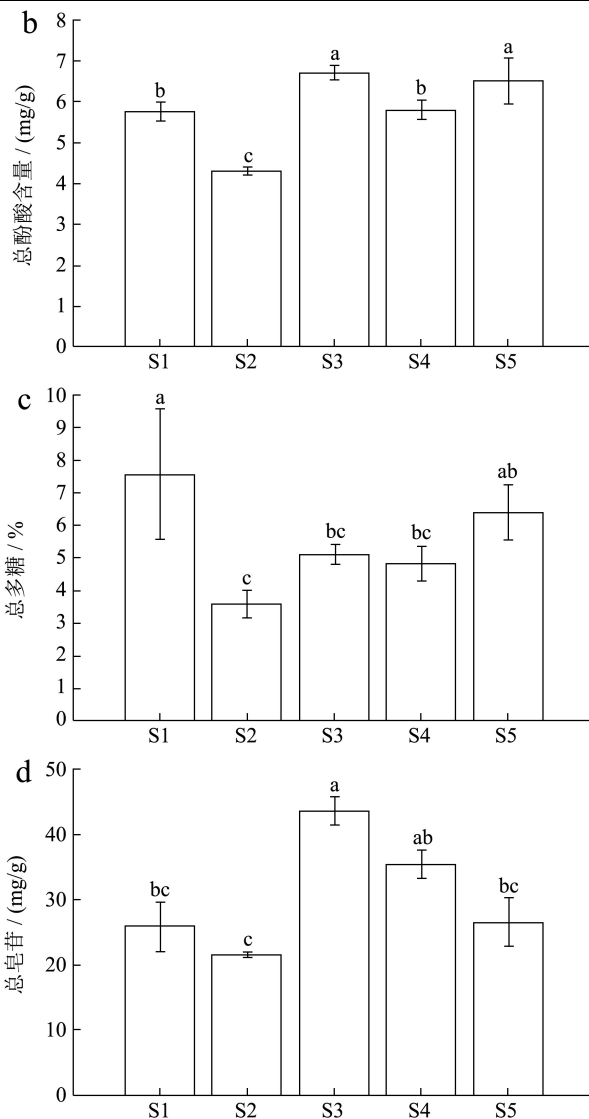 b
总酚酸含量 / (mg/g)
8
7
6
5
4
3
2
1
0
b
c
a
b
a
S1 S2 S3 S4 S5
c
总多糖 / %
10
9
8
7
6
5
4
3
2
1
0
a
c
bc
bc
ab
S1 S2 S3 S4 S5
d
总皂苷 / (mg/g)
50
40
30
20
10
0
bc
c
a
ab
bc
S1 S2 S3 S4 S5